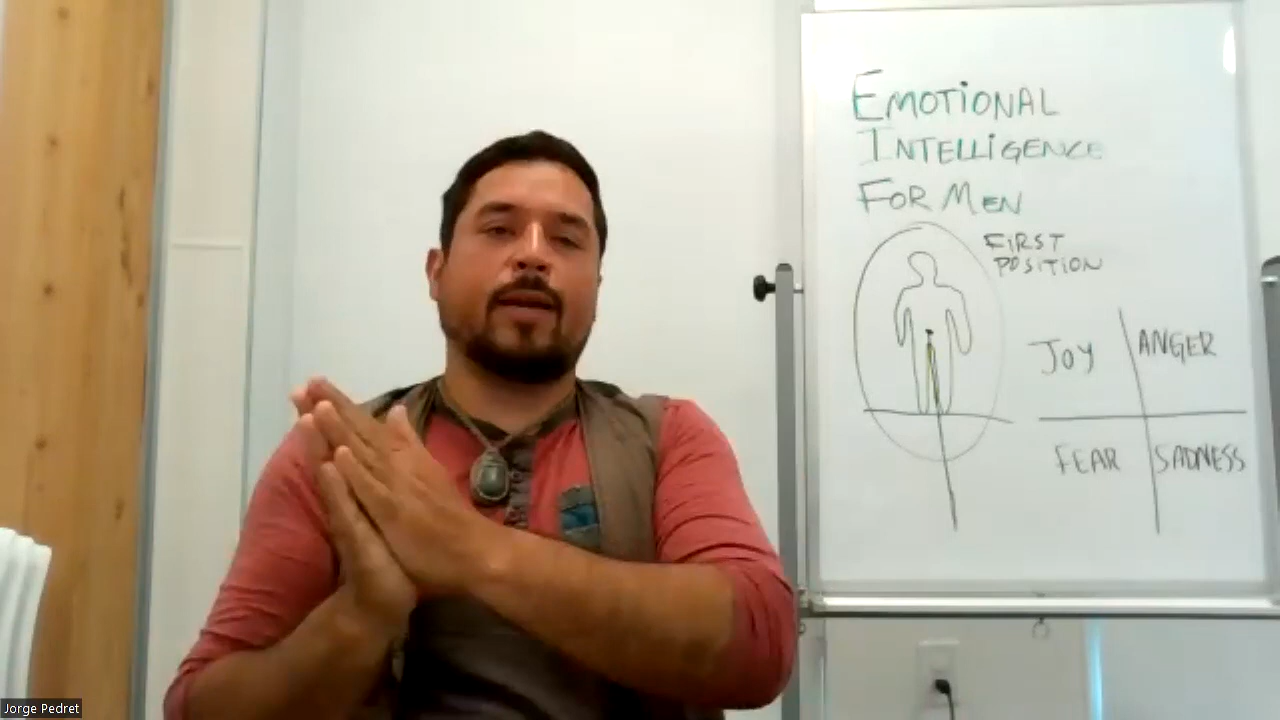 EMOTIONAL
INTELLIGENCE
FOR MEN
FIRST
POSITION
JOY ANGER
FEAR SADNESS
Jorge Pedret